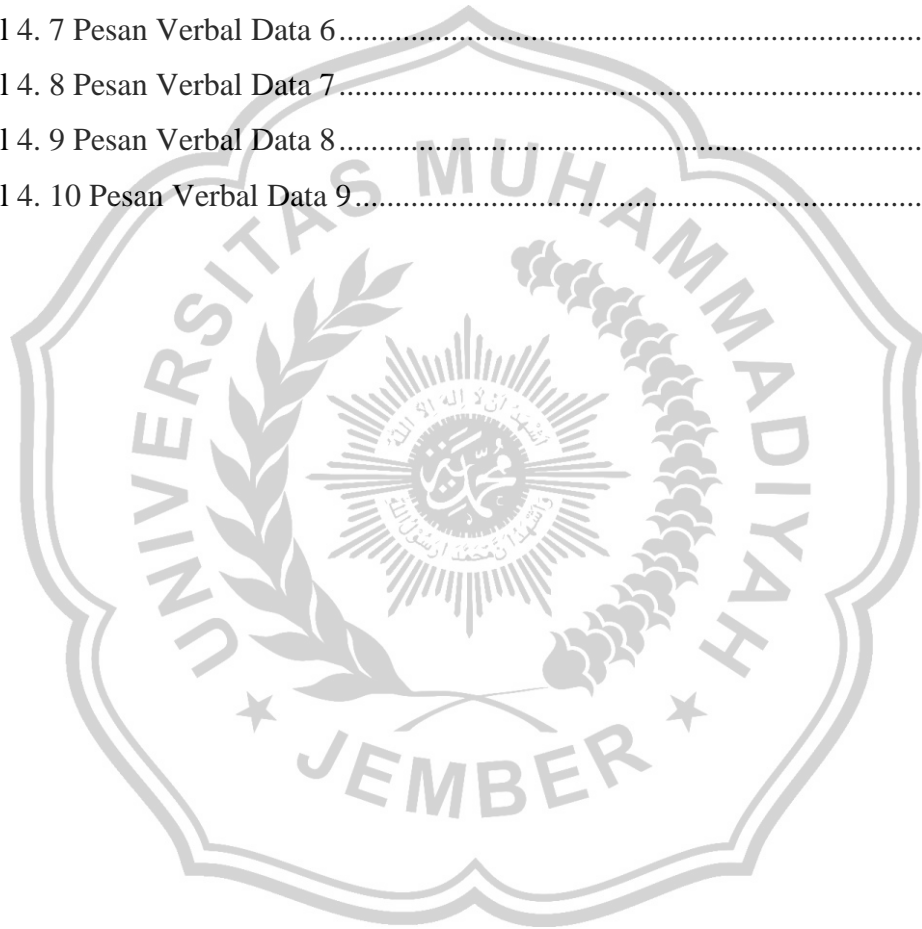 l 4. 7 Pesan Verbal Data 6
l 4. 8 Pesan Verbal Data 7
l 4. 9 Pesan Verbal Data 8
l 4. 10 Pesan Verbal Data 9
UNIVERSITAS MUHAMMADIYAH
JEMBER